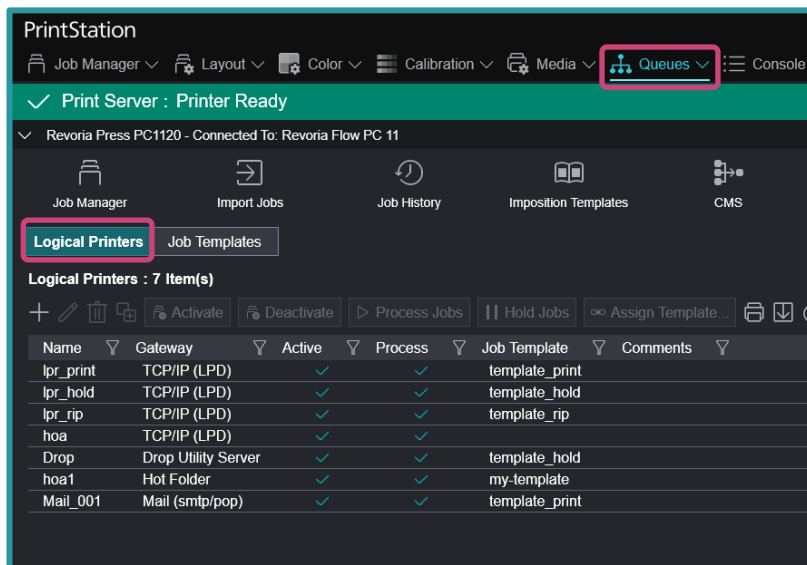 PrintStation
Job Manager Layout Color Calibration Media Queues Console
Print Server : Printer Ready
Revoria Press PC1120 - Connected To: Revoria Flow PC 11
Job Manager Import Jobs Job History Imposition Templates CMS
Logical Printers Job Templates
Logical Printers : 7 Item(s)
Activate Deactivate Process Jobs Hold Jobs Assign Template...
Name Gateway Active Process Job Template Comments
lpr_print TCP/IP (LPD) template_print
lpr_hold TCP/IP (LPD) template_hold
lpr_rip TCP/IP (LPD) template_rip
hoa TCP/IP (LPD)
Drop Drop Utility Server template_hold
hoa1 Hot Folder my-template
Mail_001 Mail (smtp/pop) template_print